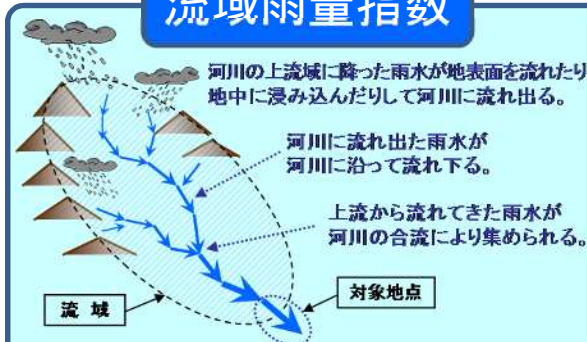 流域雨量指数
河川の上流域に降った雨水が地表面を流れたり
地中に浸み込んだりして河川に流れ出る。
河川に流れ出た雨水が
河川に沿って流れ下る。
上流から流れてきた雨水が
河川の合流により集められる。
対象地点
流域